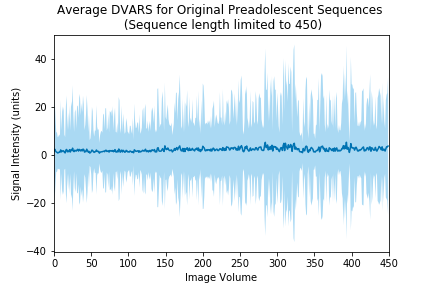 Average DVARS for Original Preadolescent Sequences
(Sequence length limited to 450)
Signal Intensity (units)
40
20
0
−20
−40
0 50 100 150 200 250 300 350 400 450
Image Volume